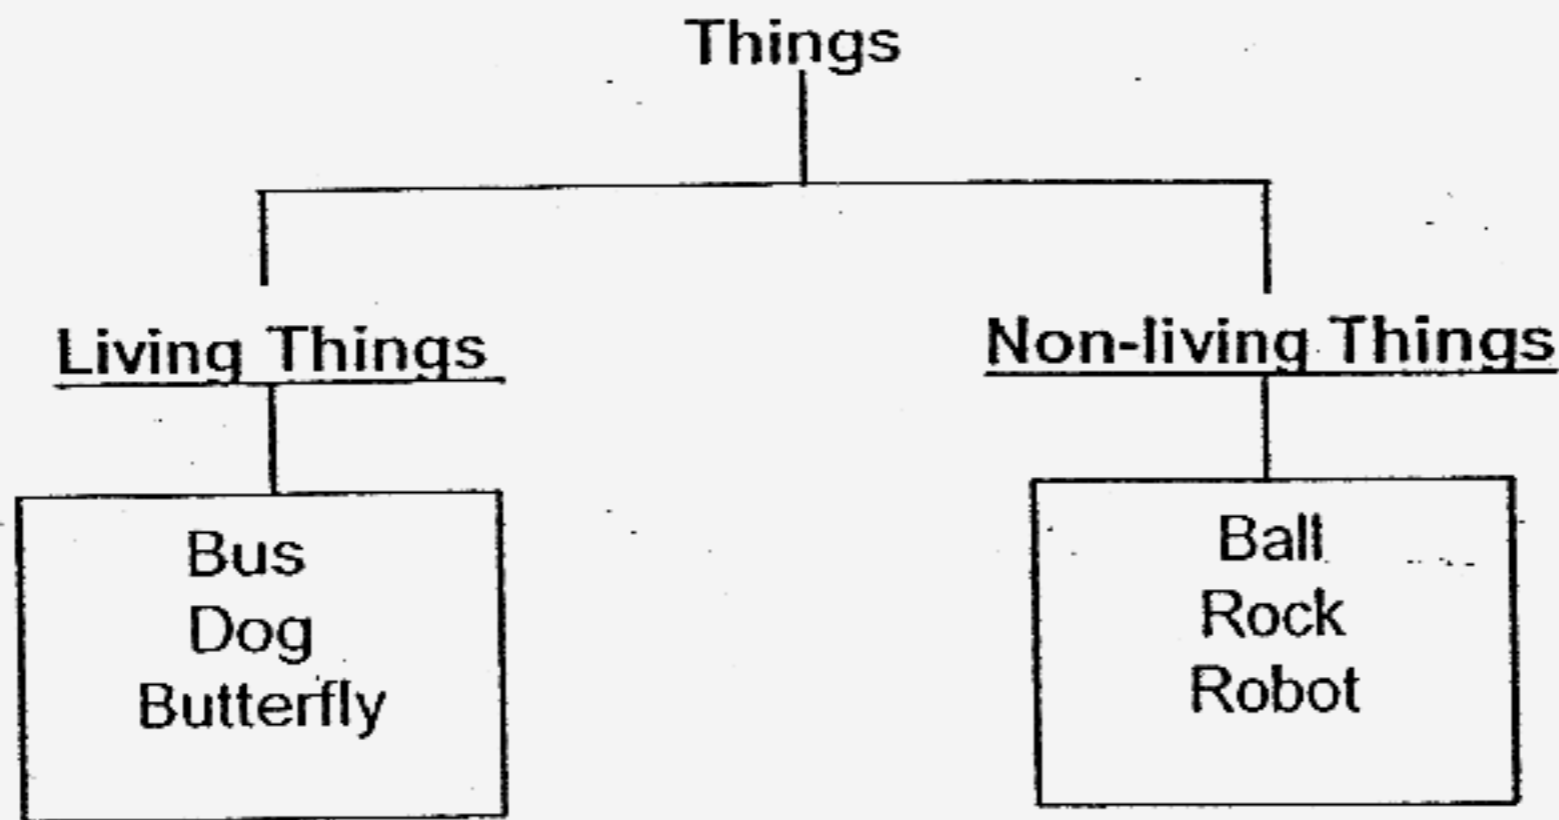 Things
Living Things
Non-living Things
Bus
Dog
Butterfly
Ball
Rock
Robot